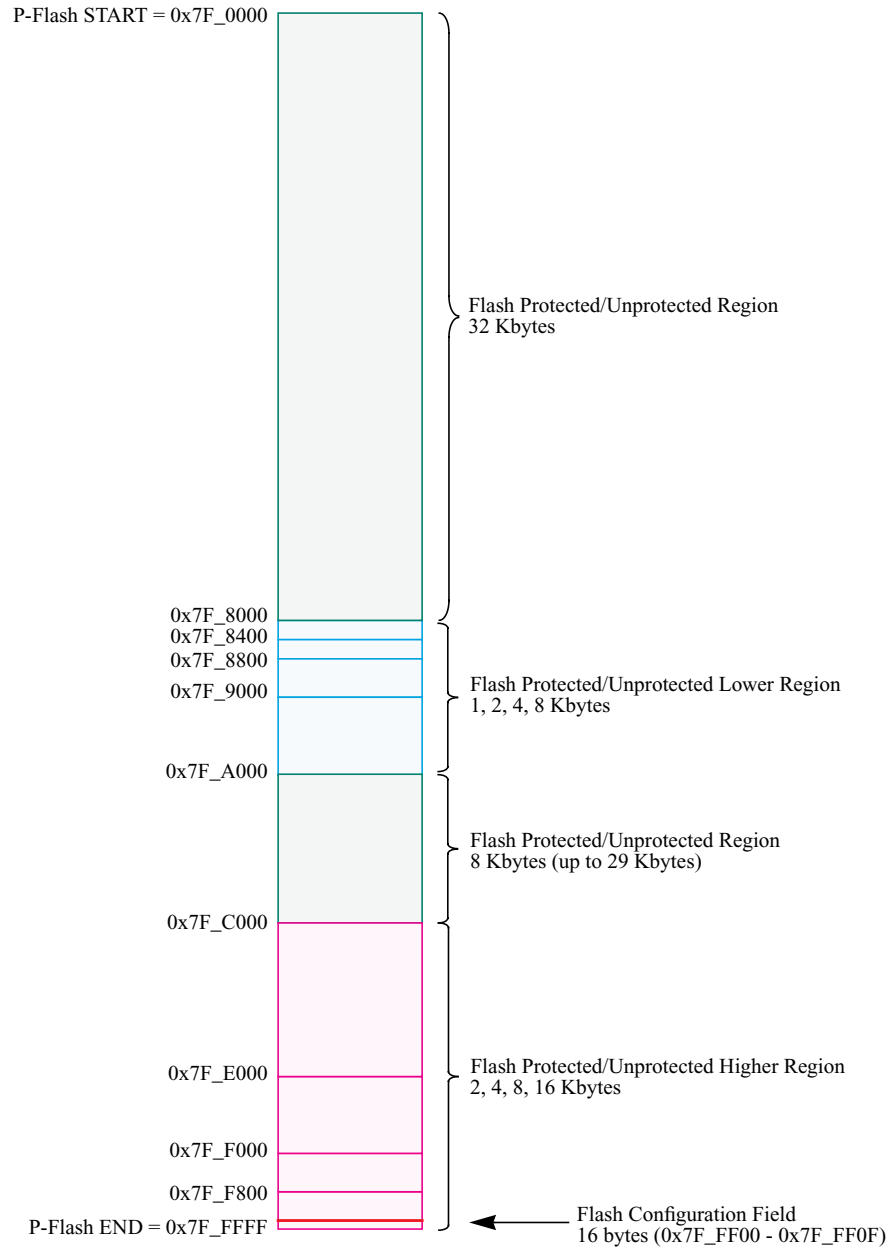 P-Flash START = 0x7F_0000
Flash Protected/Unprotected Region
32 Kbytes
0x7F_8000
0x7F_8400
0x7F_8800
0x7F_9000
Flash Protected/Unprotected Lower Region
1, 2, 4, 8 Kbytes
0x7F_A000
Flash Protected/Unprotected Region
8 Kbytes (up to 29 Kbytes)
0x7F_C000
0x7F_E000
Flash Protected/Unprotected Higher Region
2, 4, 8, 16 Kbytes
0x7F_F000
0x7F_F800
P-Flash END = 0x7F_FFFF
Flash Configuration Field
16 bytes (0x7F_FF00 - 0x7F_FF0F)